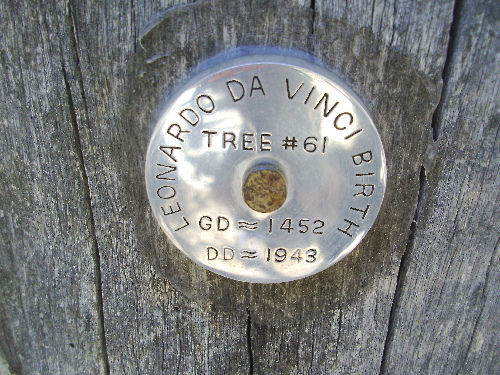 LEONARDO DA VINCI BIRTH
TREE #61
GD≈1452
DD≈1943